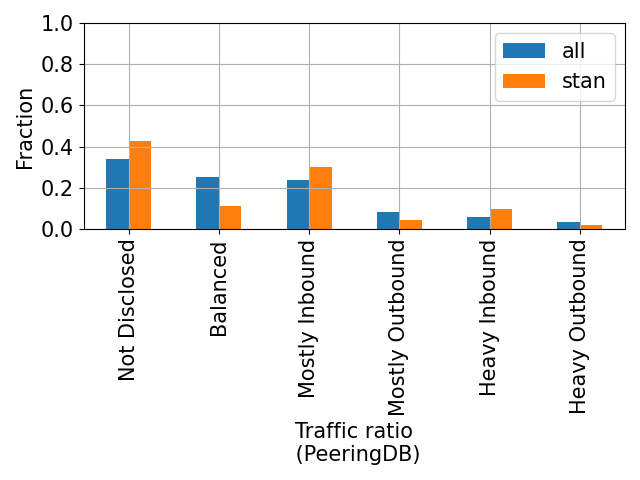 1.0
0.8
0.6
0.4
0.2
0.0
Fraction
all
stan
Not Disclosed
Balanced
Mostly Inbound
Mostly Outbound
Heavy Inbound
Heavy Outbound
Traffic ratio
(PeeringDB)